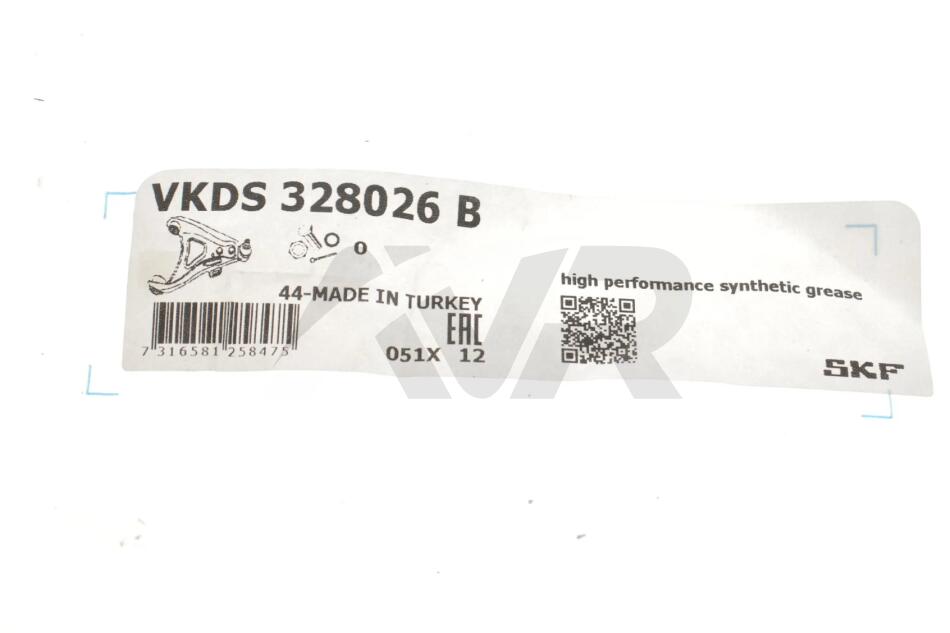 VKDS 328026 B
0
44-MADE IN TURKEY
EAC
7 316581 258475
051X 12
high performance synthetic grease
SKF